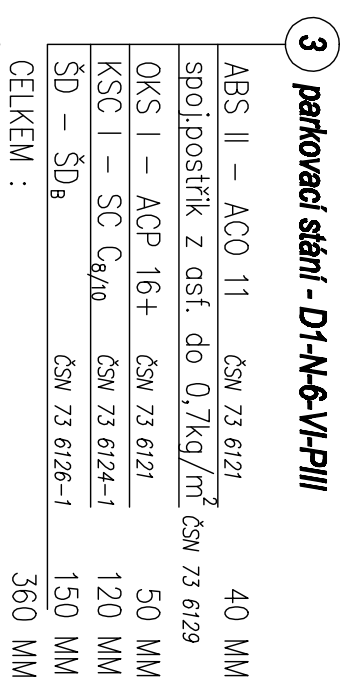 3 parkovací stání - D1-N-6-VI-PIII
ABS II – ACO 11 ČSN 73 6121 40 MM
spoj.postřik z asf. do 0,7kg/m² ČSN 73 6129
OKS I – ACP 16+ ČSN 73 6121 50 MM
KSC I – SC C8/10 ČSN 73 6124-1 120 MM
ŠD – ŠDB ČSN 73 6126-1 150 MM
CELKEM : 360 MM